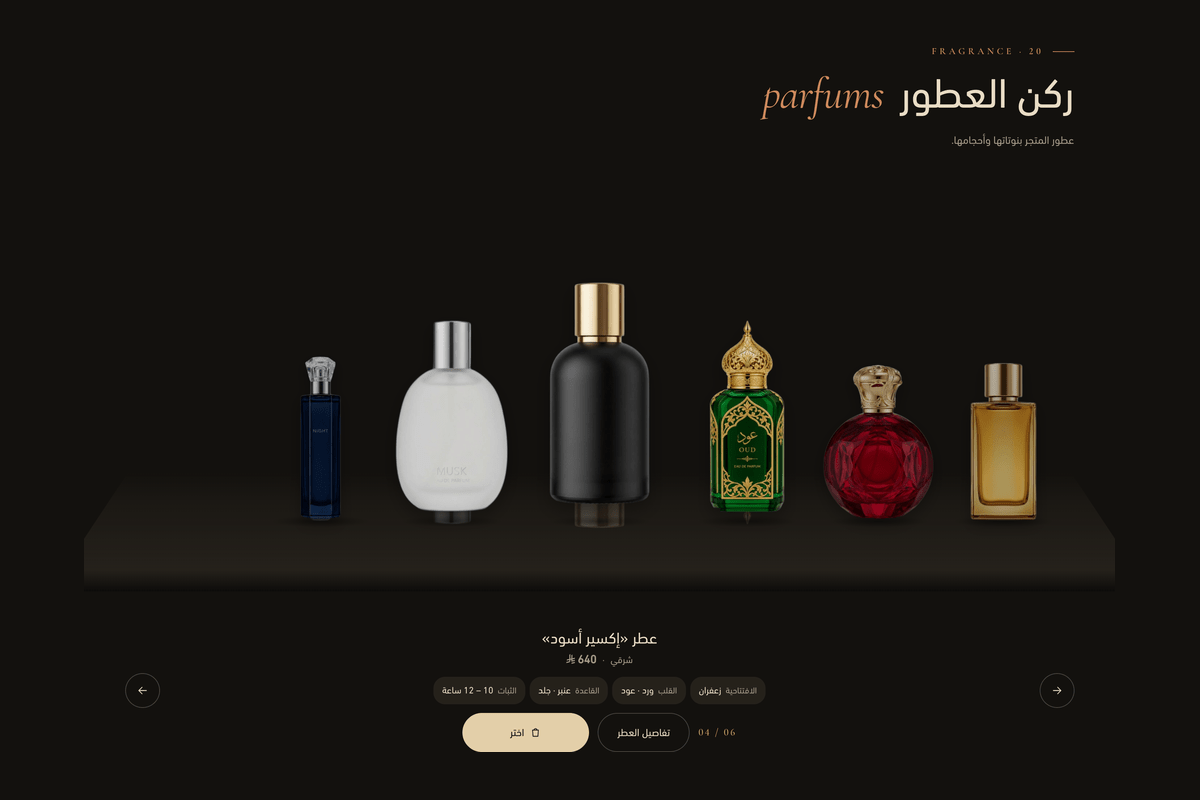 FRAGRANCE · 20
ركن العطور parfums
عطور المتجر بنوتاتها وأحجامها.
NIGHT
MUSK
عود
OUD
EAU DE PARFUM
عطر «إكسير أسود»
شرقي · 640 ⃁
الافتتاحية زعفران
القلب ورد · عود
القاعدة عنبر · جلد
الثبات 10 – 12 ساعة
04 / 06
تفاصيل العطر
اختر